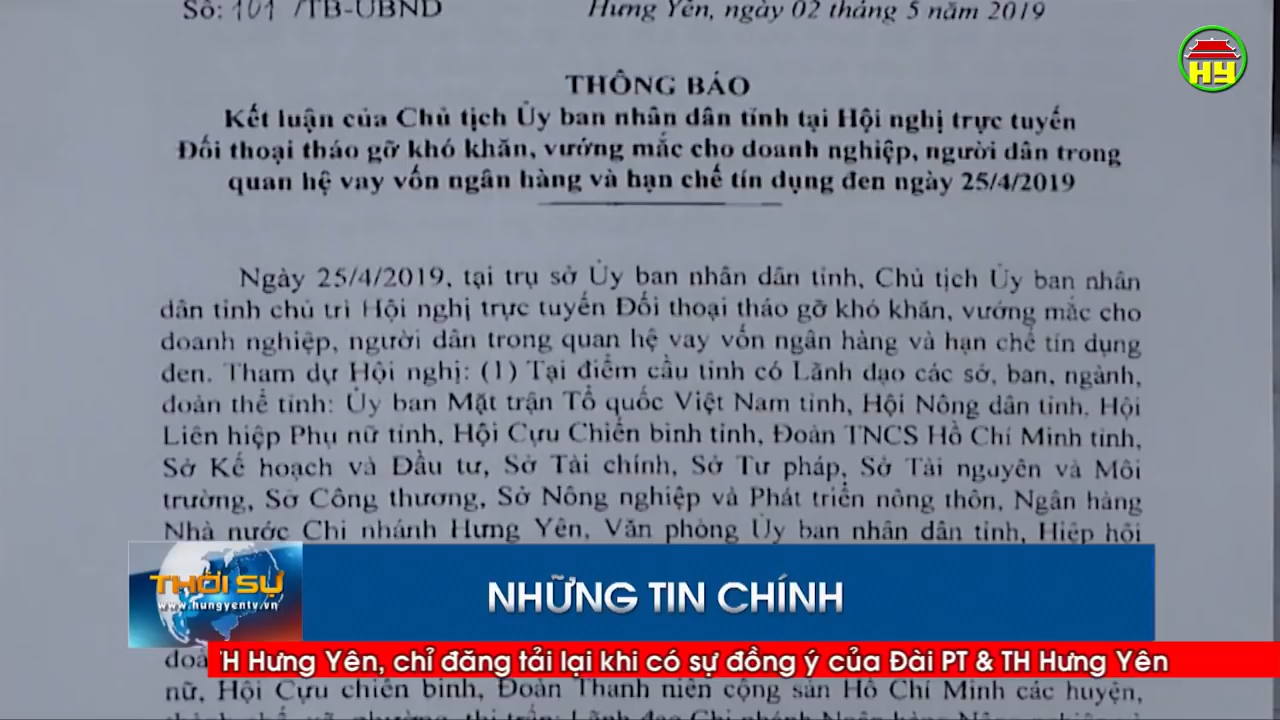 Số: 101 /TB-UBND
Hưng Yên, ngày 02 tháng 5 năm 2019
HY
THÔNG BÁO
Kết luận của Chủ tịch Ủy ban nhân dân tỉnh tại Hội nghị trực tuyến
Đối thoại tháo gỡ khó khăn, vướng mắc cho doanh nghiệp, người dân trong
quan hệ vay vốn ngân hàng và hạn chế tín dụng đen ngày 25/4/2019
Ngày 25/4/2019, tại trụ sở Ủy ban nhân dân tỉnh, Chủ tịch Ủy ban nhân
dân tỉnh chủ trì Hội nghị trực tuyến Đối thoại tháo gỡ khó khăn, vướng mắc cho
doanh nghiệp, người dân trong quan hệ vay vốn ngân hàng và hạn chế tín dụng
đen. Tham dự Hội nghị: (1) Tại điểm cầu tỉnh có Lãnh đạo các sở, ban, ngành,
đoàn thể tỉnh: Ủy ban Mặt trận Tổ quốc Việt Nam tỉnh, Hội Nông dân tỉnh, Hội
Liên hiệp Phụ nữ tỉnh, Hội Cựu Chiến binh tỉnh, Đoàn TNCS Hồ Chí Minh tỉnh,
Sở Kế hoạch và Đầu tư, Sở Tài chính, Sở Tư pháp, Sở Tài nguyên và Môi
trường, Sở Công thương, Sở Nông nghiệp và Phát triển nông thôn, Ngân hàng
Nhà nước Chi nhánh Hưng Yên, Văn phòng Ủy ban nhân dân tỉnh, Hiệp hội
THỜI SỰ
www.hungyentv.vn
NHỮNG TIN CHÍNH
TH Hưng Yên, chỉ đăng tải lại khi có sự đồng ý của Đài PT & TH Hưng Yên
nữ, Hội Cựu chiến binh, Đoàn Thanh niên cộng sản Hồ Chí Minh các huyện,